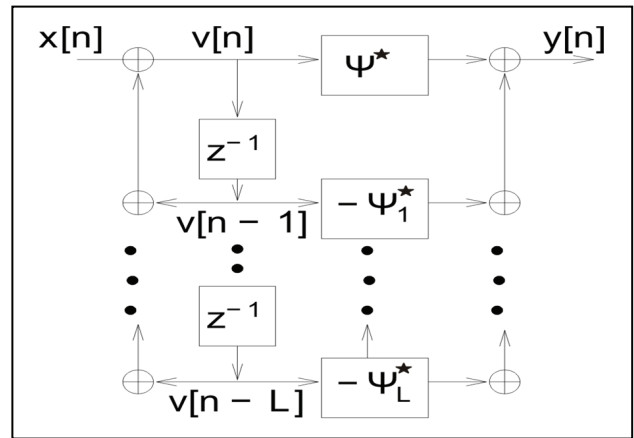 x[n] v[n] Ψ* y[n]
z⁻¹
v[n − 1] − Ψ₁*
z⁻¹
v[n − L] − Ψ_L*